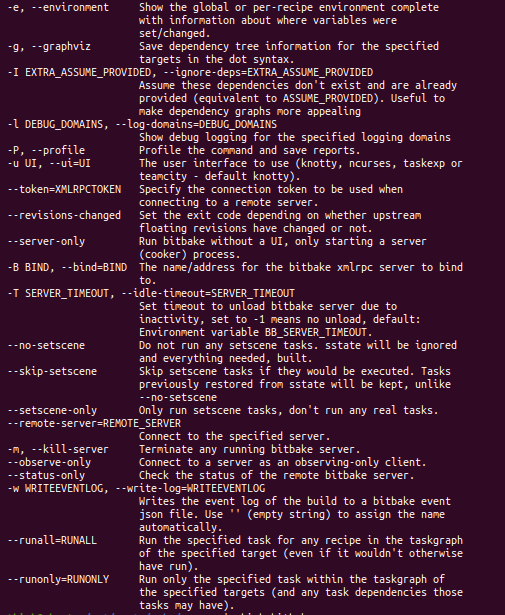 -e, --environment     Show the global or per-recipe environment complete
                      with information about where variables were
                      set/changed.
-g, --graphviz        Save dependency tree information for the specified
                      targets in the dot syntax.
-I EXTRA_ASSUME_PROVIDED, --ignore-deps=EXTRA_ASSUME_PROVIDED
                      Assume these dependencies don't exist and are already
                      provided (equivalent to ASSUME_PROVIDED). Useful to
                      make dependency graphs more appealing
-l DEBUG_DOMAINS, --log-domains=DEBUG_DOMAINS
                      Show debug logging for the specified logging domains
-P, --profile         Profile the command and save reports.
-u UI, --ui=UI        The user interface to use (knotty, ncurses, taskexp or
                      teamcity - default knotty).
--token=XMLRPCTOKEN   Specify the connection token to be used when
                      connecting to a remote server.
--revisions-changed   Set the exit code depending on whether upstream
                      floating revisions have changed or not.
--server-only         Run bitbake without a UI, only starting a server
                      (cooker) process.
-B BIND, --bind=BIND  The name/address for the bitbake xmlrpc server to bind
                      to.
-T SERVER_TIMEOUT, --idle-timeout=SERVER_TIMEOUT
                      Set timeout to unload bitbake server due to
                      inactivity, set to -1 means no unload, default:
                      Environment variable BB_SERVER_TIMEOUT.
--no-setscene         Do not run any setscene tasks. sstate will be ignored
                      and everything needed, built.
--skip-setscene       Skip setscene tasks if they would be executed. Tasks
                      previously restored from sstate will be kept, unlike
                      --no-setscene
--setscene-only       Only run setscene tasks, don't run any real tasks.
--remote-server=REMOTE_SERVER
                      Connect to the specified server.
-m, --kill-server     Terminate any running bitbake server.
--observe-only        Connect to a server as an observing-only client.
--status-only         Check the status of the remote bitbake server.
-w WRITEEVENTLOG, --write-log=WRITEEVENTLOG
                      Writes the event log of the build to a bitbake event
                      json file. Use '' (empty string) to assign the name
                      automatically.
--runall=RUNALL       Run the specified task for any recipe in the taskgraph
                      of the specified target (even if it wouldn't otherwise
                      have run).
--runonly=RUNONLY     Run only the specified task within the taskgraph of
                      the specified targets (and any task dependencies those
                      tasks may have).